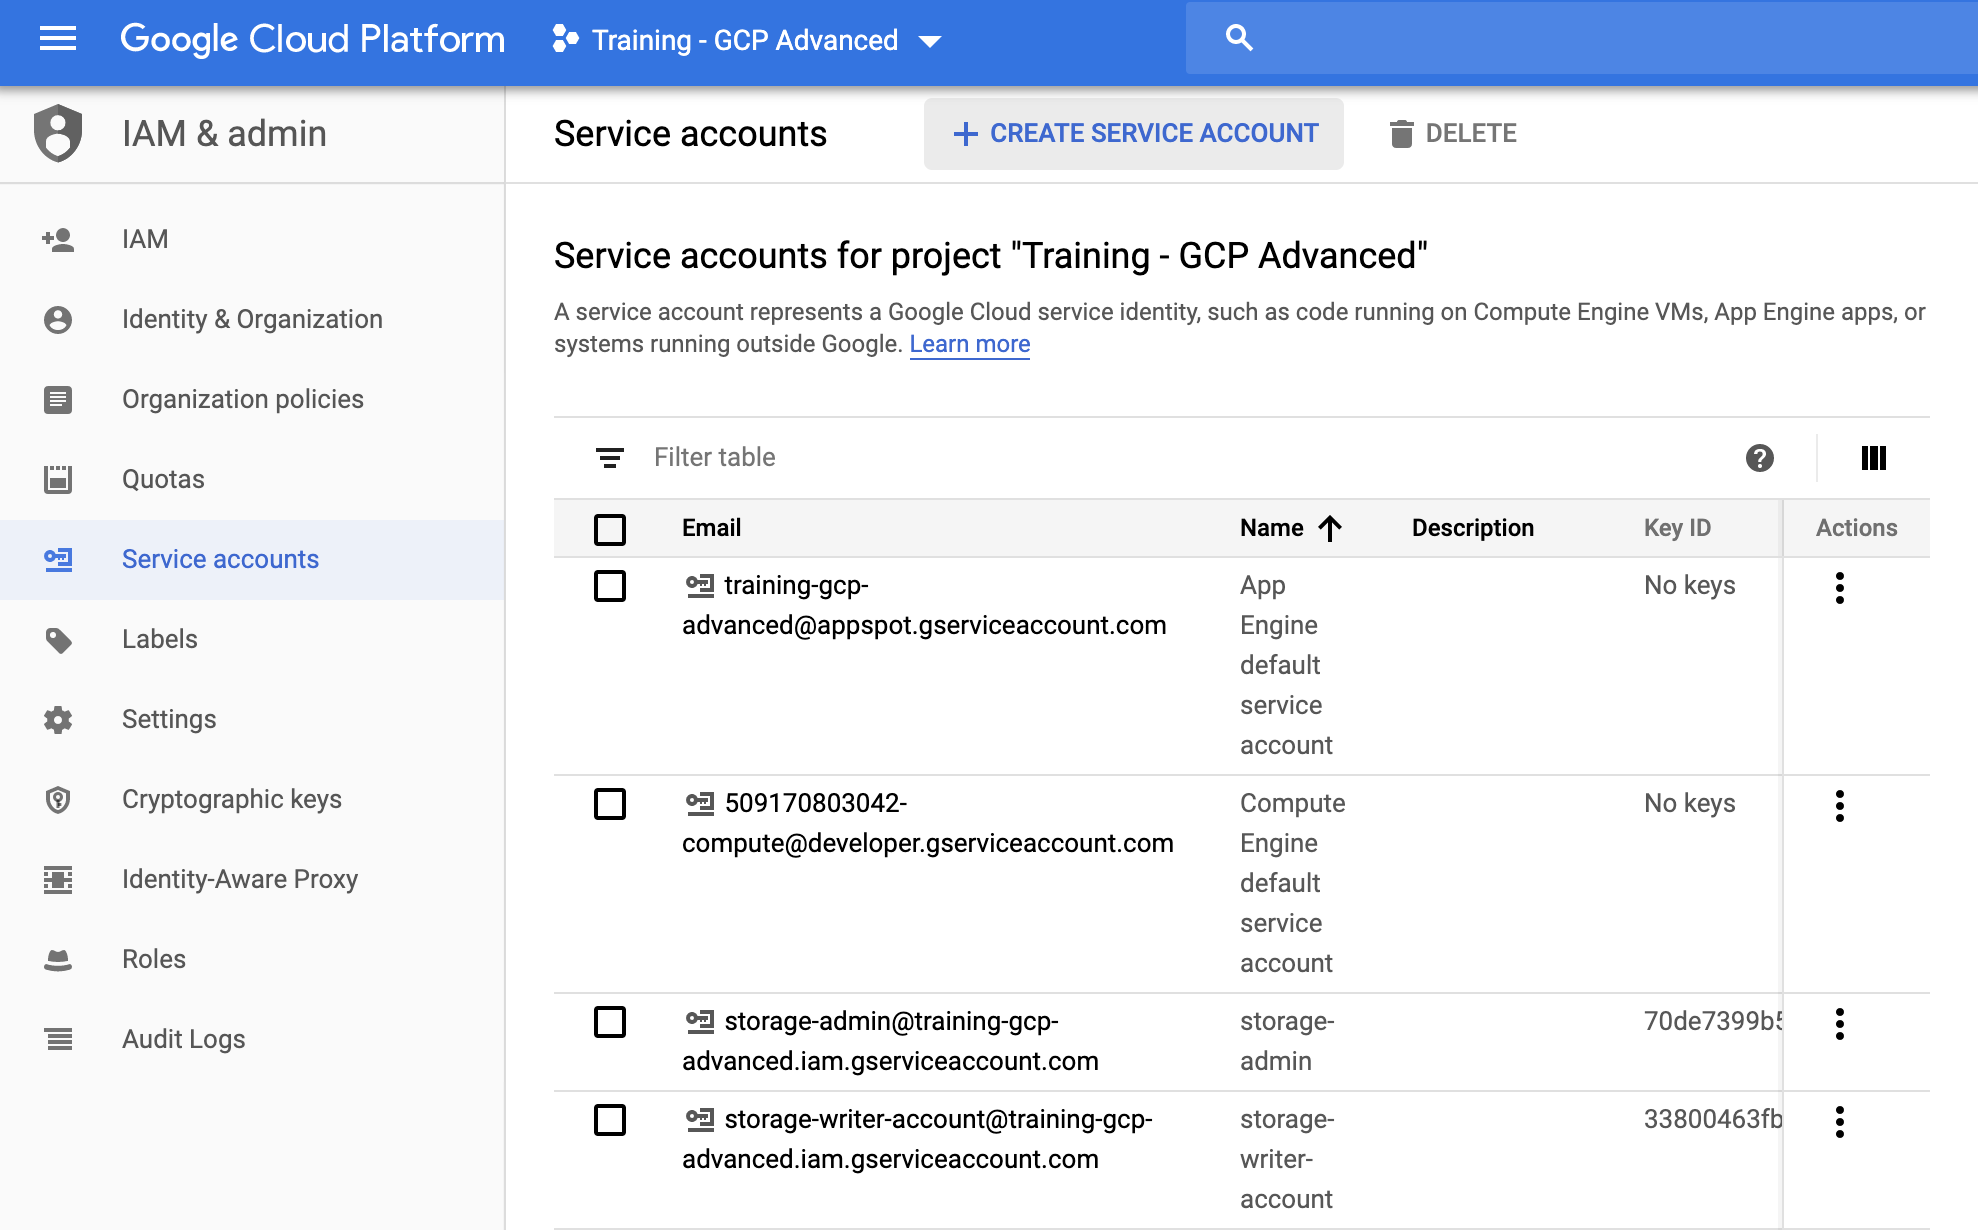 Google Cloud Platform
Training - GCP Advanced
IAM & admin
IAM
Identity & Organization
Organization policies
Quotas
Service accounts
Labels
Settings
Cryptographic keys
Identity-Aware Proxy
Roles
Audit Logs
Service accounts
+ CREATE SERVICE ACCOUNT
DELETE
Service accounts for project "Training - GCP Advanced"
A service account represents a Google Cloud service identity, such as code running on Compute Engine VMs, App Engine apps, or
systems running outside Google. Learn more
Filter table
Email
Name
Description
Key ID
Actions
training-gcp-
advanced@appspot.gserviceaccount.com
App
Engine
default
service
account
No keys
509170803042-
compute@developer.gserviceaccount.com
Compute
Engine
default
service
account
No keys
storage-admin@training-gcp-
advanced.iam.gserviceaccount.com
storage-
admin
70de7399b5
storage-writer-account@training-gcp-
advanced.iam.gserviceaccount.com
storage-
writer-
account
33800463fb